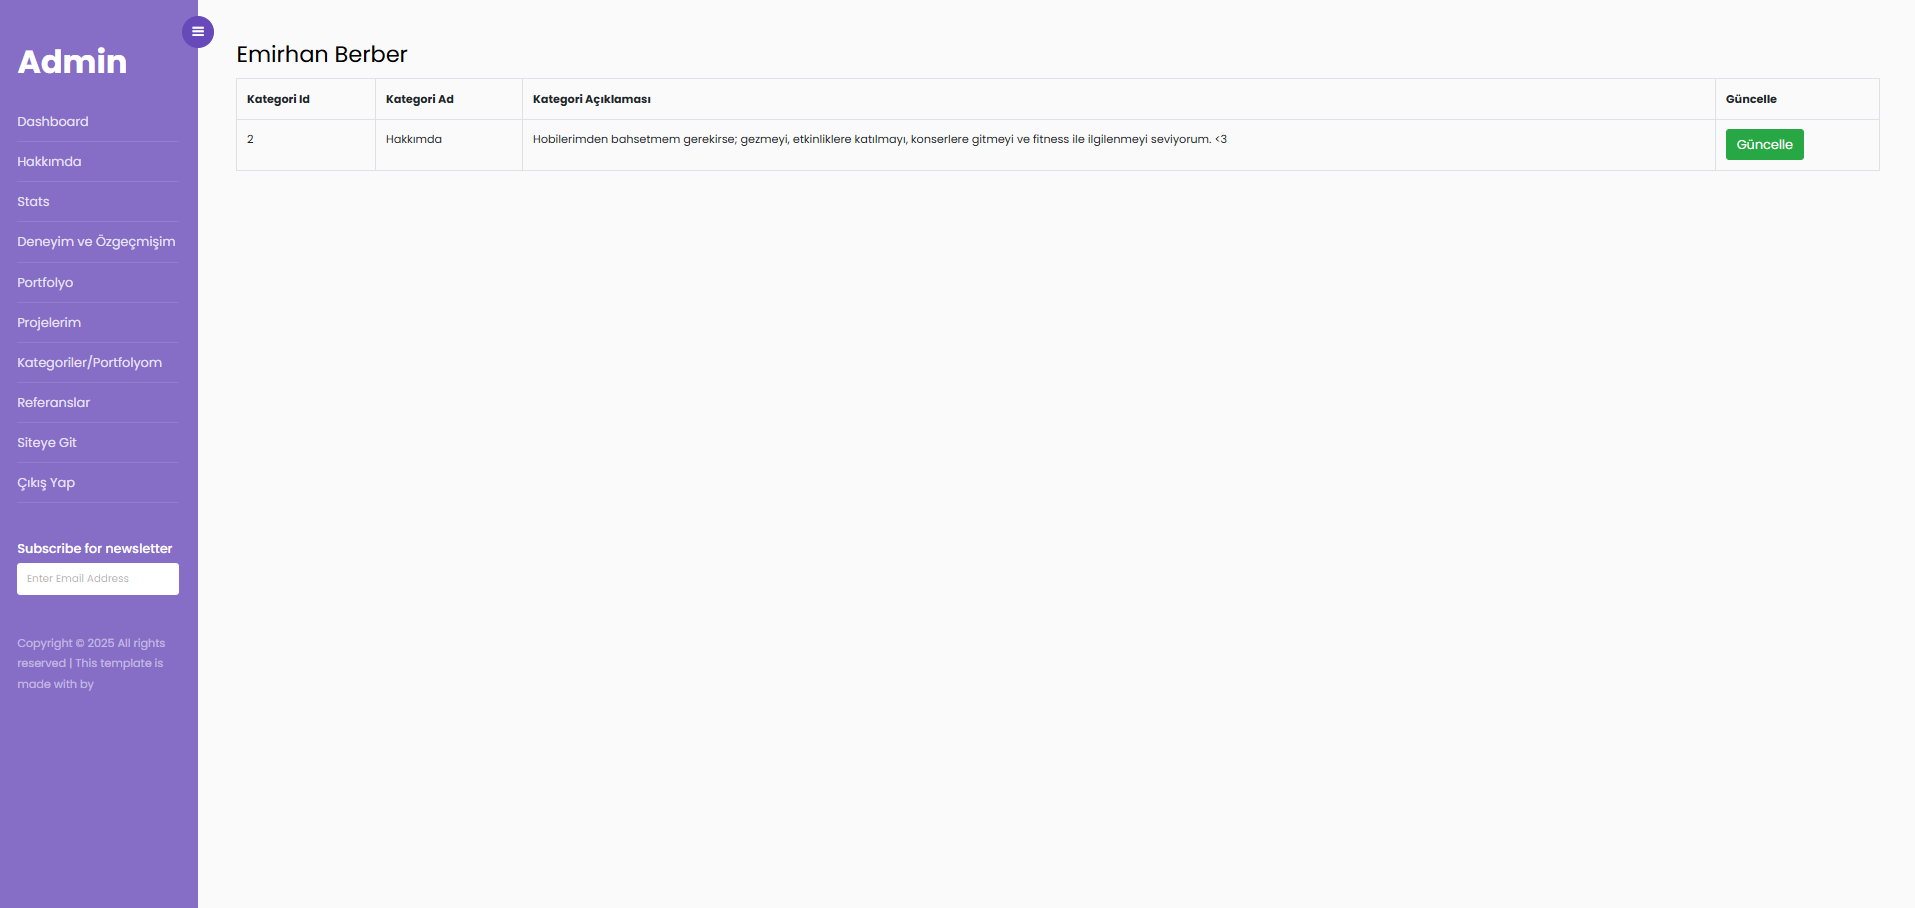 Admin
Dashboard
Hakkımda
Stats
Deneyim ve Özgeçmişim
Portfolyo
Projelerim
Kategoriler/Portfolyom
Referanslar
Siteye Git
Çıkış Yap
Subscribe for newsletter
Enter Email Address
Copyright © 2025 All rights
reserved | This template is
made with by
Emirhan Berber
Kategori Id Kategori Ad Kategori Açıklaması Güncelle
2 Hakkımda Hobilerimden bahsetmem gerekirse; gezmeyi, etkinliklere katılmayı, konserlere gitmeyi ve fitness ile ilgilenmeyi seviyorum. <3 Güncelle